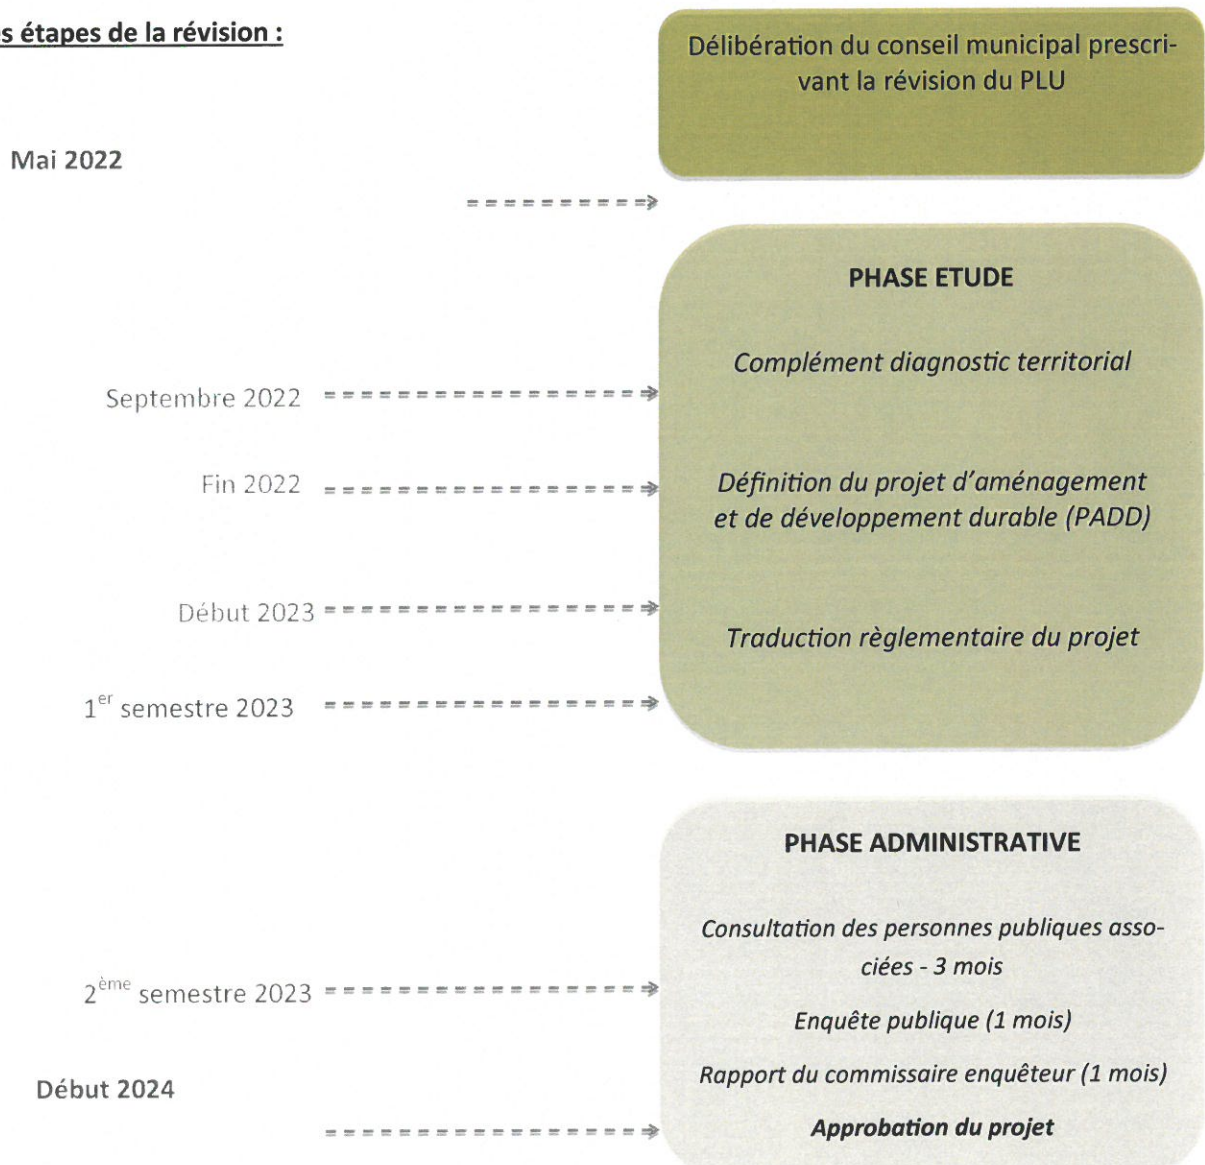 s étapes de la révision :
Délibération du conseil municipal prescri-
vant la révision du PLU
Mai 2022
PHASE ETUDE
Complément diagnostic territorial
Septembre 2022
Fin 2022
Définition du projet d'aménagement
et de développement durable (PADD)
Début 2023
Traduction règlementaire du projet
1er semestre 2023
PHASE ADMINISTRATIVE
Consultation des personnes publiques asso-
ciées - 3 mois
2ème semestre 2023
Enquête publique (1 mois)
Rapport du commissaire enquêteur (1 mois)
Début 2024
Approbation du projet